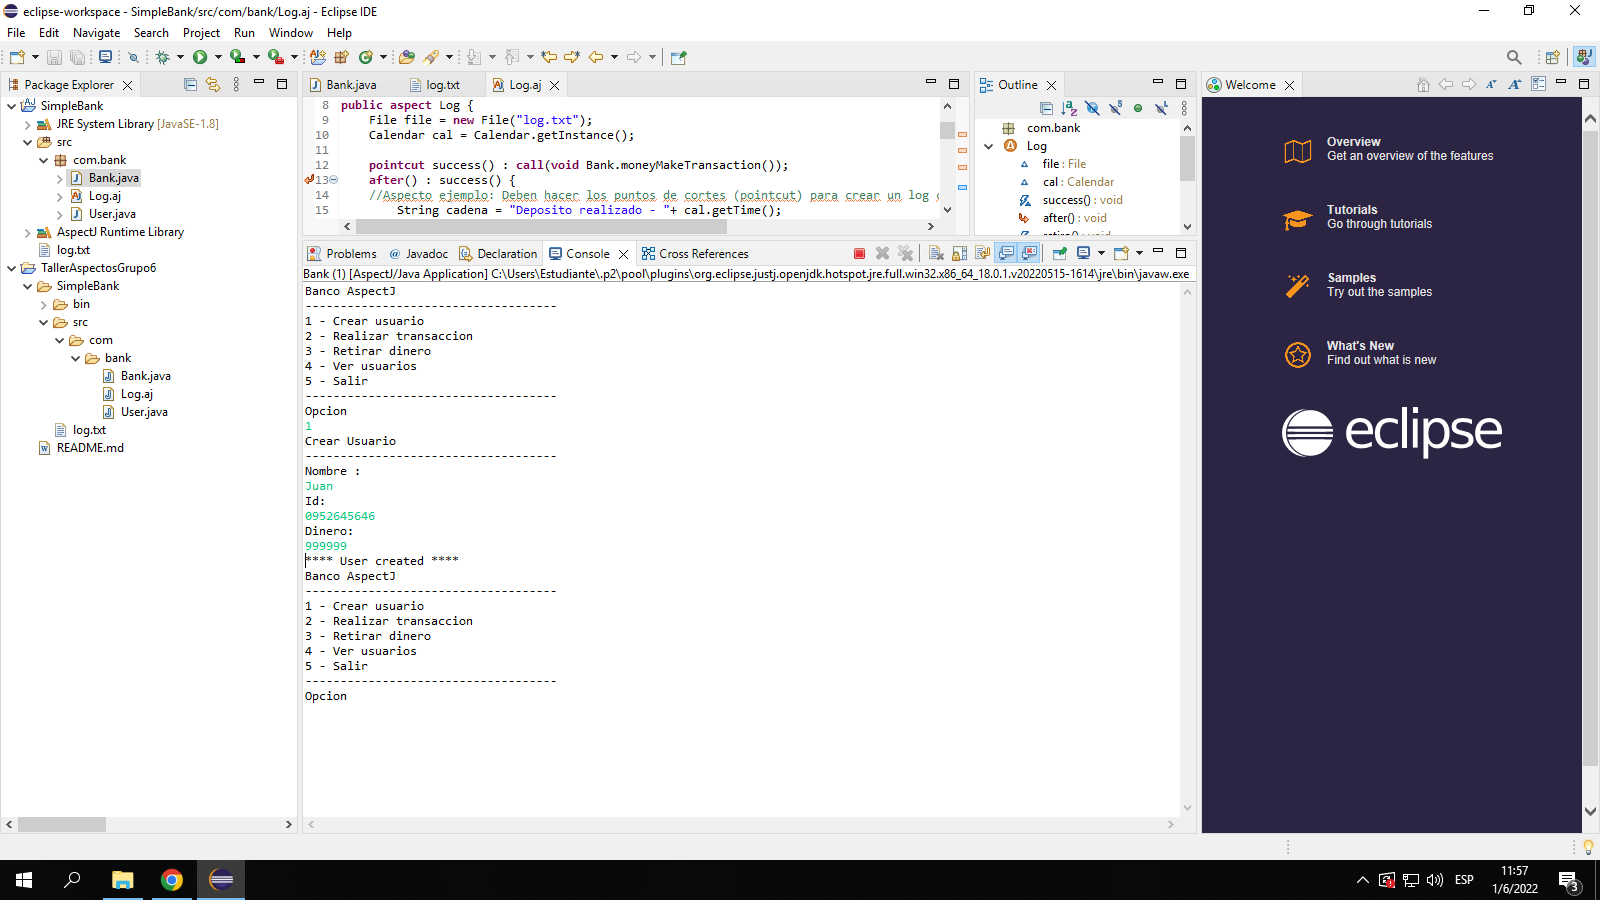 eclipse-workspace - SimpleBank/src/com/bank/Log.aj - Eclipse IDE
File Edit Navigate Search Project Run Window Help
Package Explorer
SimpleBank
JRE System Library [JavaSE-1.8]
src
com.bank
Bank.java
Log.aj
User.java
AspectJ Runtime Library
log.txt
TallerAspectosGrupo6
SimpleBank
bin
src
com
bank
Bank.java
Log.aj
User.java
log.txt
README.md
Bank.java log.txt Log.aj
8 public aspect Log {
9 File file = new File("log.txt");
10 Calendar cal = Calendar.getInstance();
11
12 pointcut success() : call(void Bank.moneyMakeTransaction());
13 after() : success() {
14 //Aspecto ejemplo: Deben hacer los puntos de cortes (pointcut) para crear un log
15 String cadena = "Deposito realizado - "+ cal.getTime();
Outline
com.bank
Log
file : File
cal : Calendar
success() : void
after() : void
retiro() : void
Problems Javadoc Declaration Console Cross References
Bank (1) [AspectJ/Java Application] C:\Users\Estudiante\.p2\pool\plugins\org.eclipse.justj.openjdk.hotspot.jre.full.win32.x86_64_18.0.1.v20220515-1614\jre\bin\javaw.exe
Banco AspectJ
------------------------------------
1 - Crear usuario
2 - Realizar transaccion
3 - Retirar dinero
4 - Ver usuarios
5 - Salir
------------------------------------
Opcion
1
Crear Usuario
------------------------------------
Nombre :
Juan
Id:
0952645646
Dinero:
999999
**** User created ****
Banco AspectJ
------------------------------------
1 - Crear usuario
2 - Realizar transaccion
3 - Retirar dinero
4 - Ver usuarios
5 - Salir
------------------------------------
Opcion
Welcome
Overview
Get an overview of the features
Tutorials
Go through tutorials
Samples
Try out the samples
What's New
Find out what is new
eclipse
ESP
11:57
1/6/2022
3